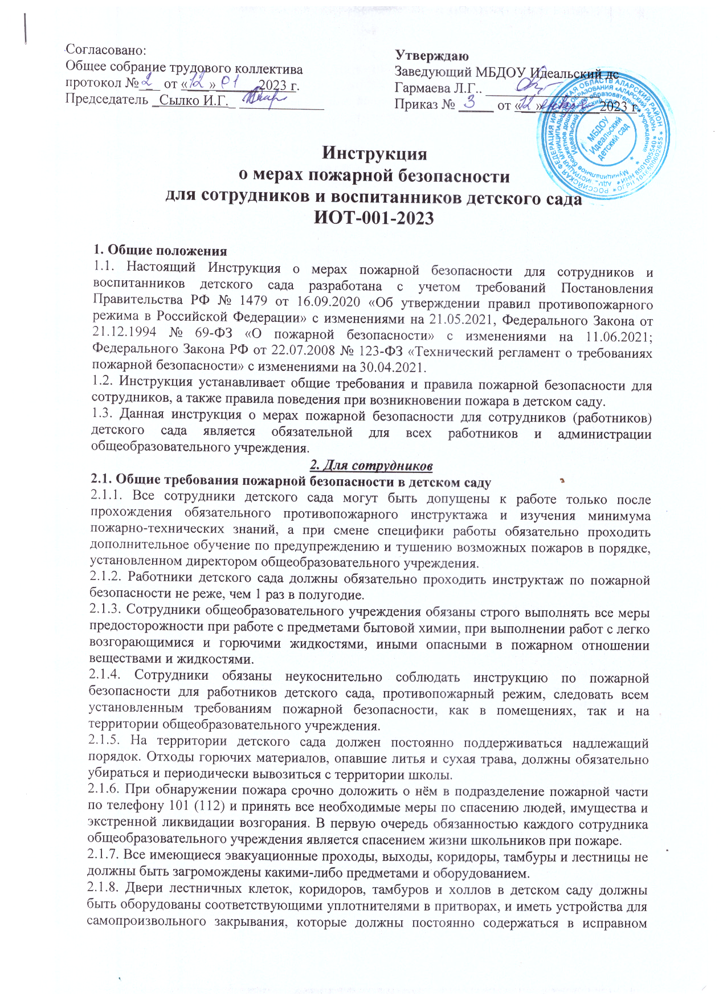 Согласовано:
Общее собрание трудового коллектива
протокол № 2 от «12 » 01 2023 г.
Председатель _Сылко И.Г._ ____________
Утверждаю
Заведующий МБДОУ Идеальский дс
Гармаева Л.Г.. ________________
Приказ № 3 от «12 » января 2023 г.
МБДОУ
Идеальский
детский сад
Инструкция
о мерах пожарной безопасности
для сотрудников и воспитанников детского сада
ИОТ-001-2023
1. Общие положения
1.1. Настоящий Инструкция о мерах пожарной безопасности для сотрудников и
воспитанников детского сада разработана с учетом требований Постановления
Правительства РФ № 1479 от 16.09.2020 «Об утверждении правил противопожарного
режима в Российской Федерации» с изменениями на 21.05.2021, Федерального Закона от
21.12.1994 № 69-ФЗ «О пожарной безопасности» с изменениями на 11.06.2021;
Федерального Закона РФ от 22.07.2008 № 123-ФЗ «Технический регламент о требованиях
пожарной безопасности» с изменениями на 30.04.2021.
1.2. Инструкция устанавливает общие требования и правила пожарной безопасности для
сотрудников, а также правила поведения при возникновении пожара в детском саду.
1.3. Данная инструкция о мерах пожарной безопасности для сотрудников (работников)
детского сада является обязательной для всех работников и администрации
общеобразовательного учреждения.
2. Для сотрудников
2.1. Общие требования пожарной безопасности в детском саду
2.1.1. Все сотрудники детского сада могут быть допущены к работе только после
прохождения обязательного противопожарного инструктажа и изучения минимума
пожарно-технических знаний, а при смене специфики работы обязательно проходить
дополнительное обучение по предупреждению и тушению возможных пожаров в порядке,
установленном директором общеобразовательного учреждения.
2.1.2. Работники детского сада должны обязательно проходить инструктаж по пожарной
безопасности не реже, чем 1 раз в полугодие.
2.1.3. Сотрудники общеобразовательного учреждения обязаны строго выполнять все меры
предосторожности при работе с предметами бытовой химии, при выполнении работ с легко
возгорающимися и горючими жидкостями, иными опасными в пожарном отношении
веществами и жидкостями.
2.1.4. Сотрудники обязаны неукоснительно соблюдать инструкцию по пожарной
безопасности для работников детского сада, противопожарный режим, следовать всем
установленным требованиям пожарной безопасности, как в помещениях, так и на
территории общеобразовательного учреждения.
2.1.5. На территории детского сада должен постоянно поддерживаться надлежащий
порядок. Отходы горючих материалов, опавшие литья и сухая трава, должны обязательно
убираться и периодически вывозиться с территории школы.
2.1.6. При обнаружении пожара срочно доложить о нём в подразделение пожарной части
по телефону 101 (112) и принять все необходимые меры по спасению людей, имущества и
экстренной ликвидации возгорания. В первую очередь обязанностью каждого сотрудника
общеобразовательного учреждения является спасением жизни школьников при пожаре.
2.1.7. Все имеющиеся эвакуационные проходы, выходы, коридоры, тамбуры и лестницы не
должны быть загромождены какими-либо предметами и оборудованием.
2.1.8. Двери лестничных клеток, коридоров, тамбуров и холлов в детском саду должны
быть оборудованы соответствующими уплотнителями в притворах, и иметь устройства для
самопроизвольного закрывания, которые должны постоянно содержаться в исправном